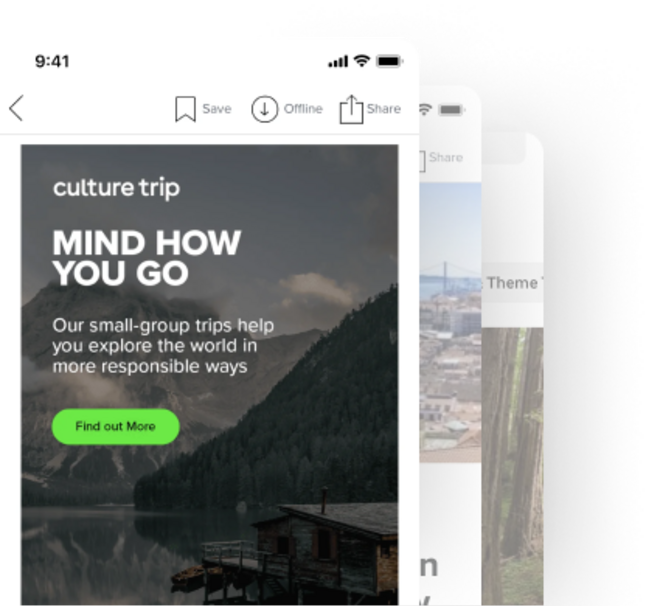 9:41
Save Offline Share
Share
culture trip
MIND HOW
YOU GO
Theme
Our small-group trips help
you explore the world in
more responsible ways
Find out More